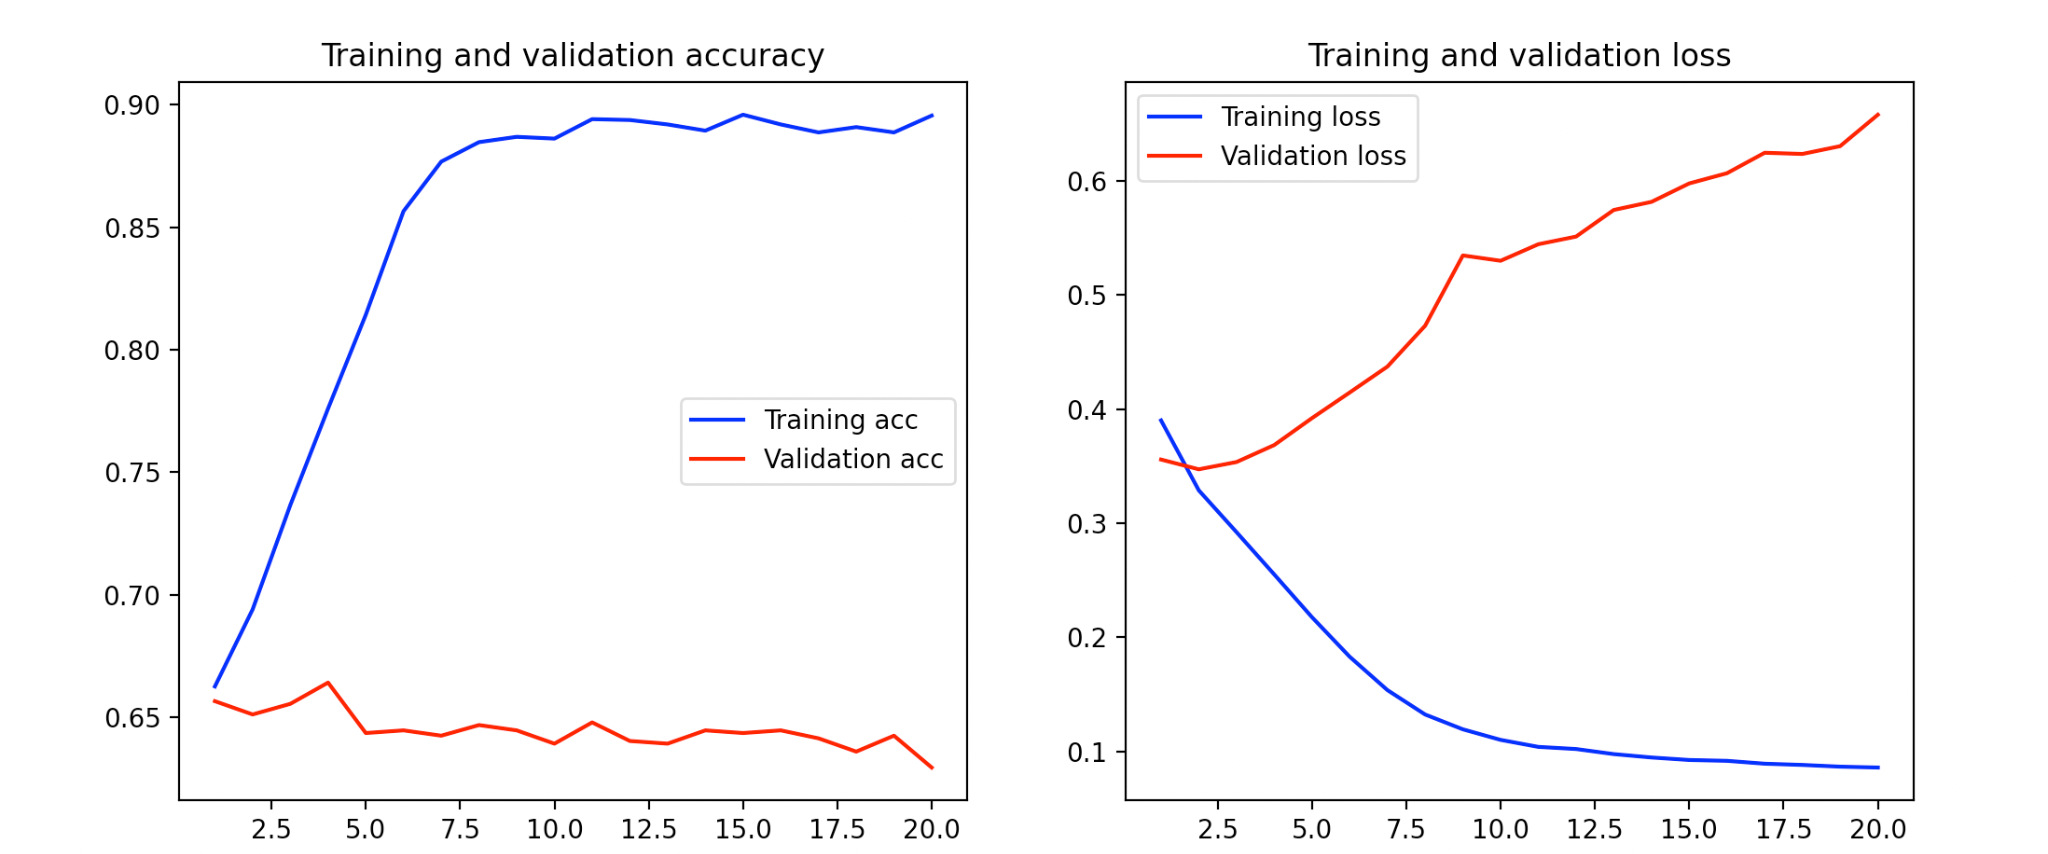 Training and validation accuracy
0.90
0.85
0.80
0.75
0.70
0.65
Training acc
Validation acc
2.5 5.0 7.5 10.0 12.5 15.0 17.5 20.0
Training and validation loss
Training loss
Validation loss
0.6
0.5
0.4
0.3
0.2
0.1
2.5 5.0 7.5 10.0 12.5 15.0 17.5 20.0